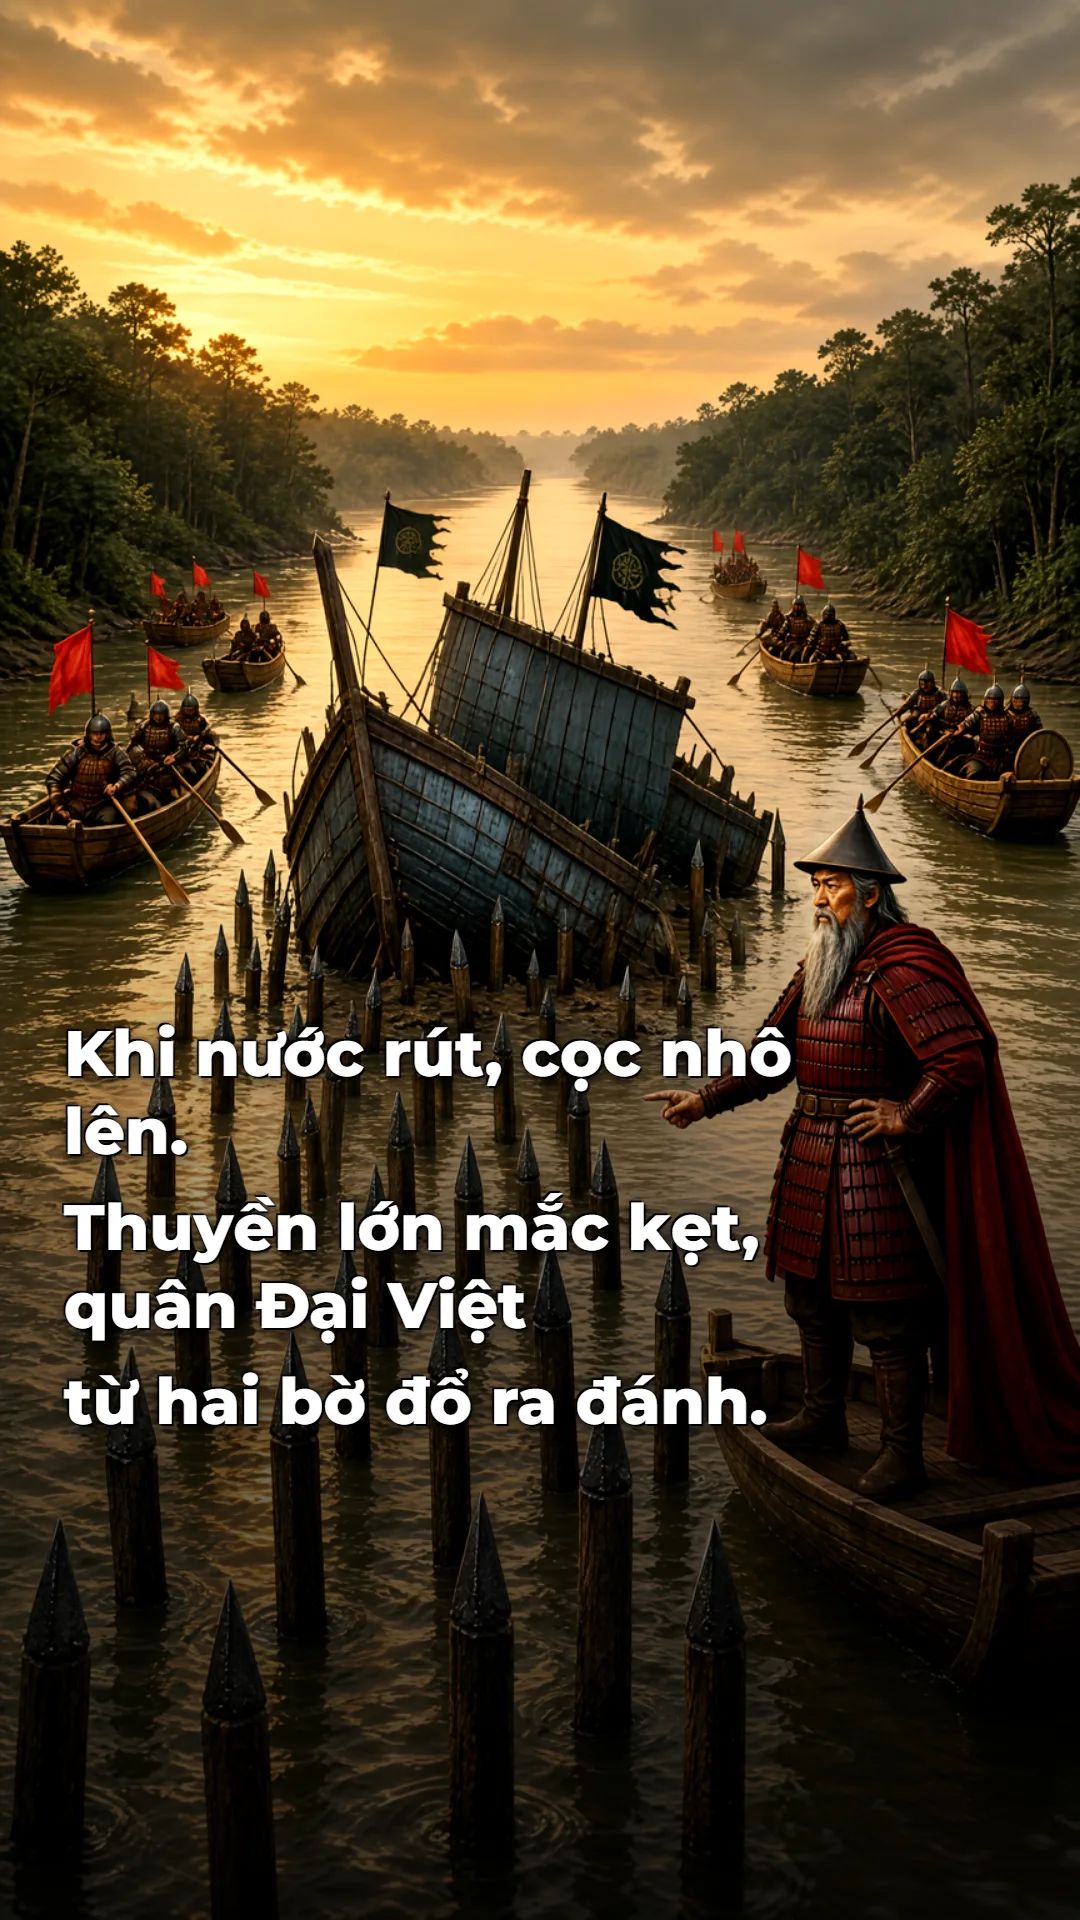 Khi nước rút, cọc nhô
lên.
Thuyền lớn mắc kẹt,
quân Đại Việt
từ hai bờ đổ ra đánh.